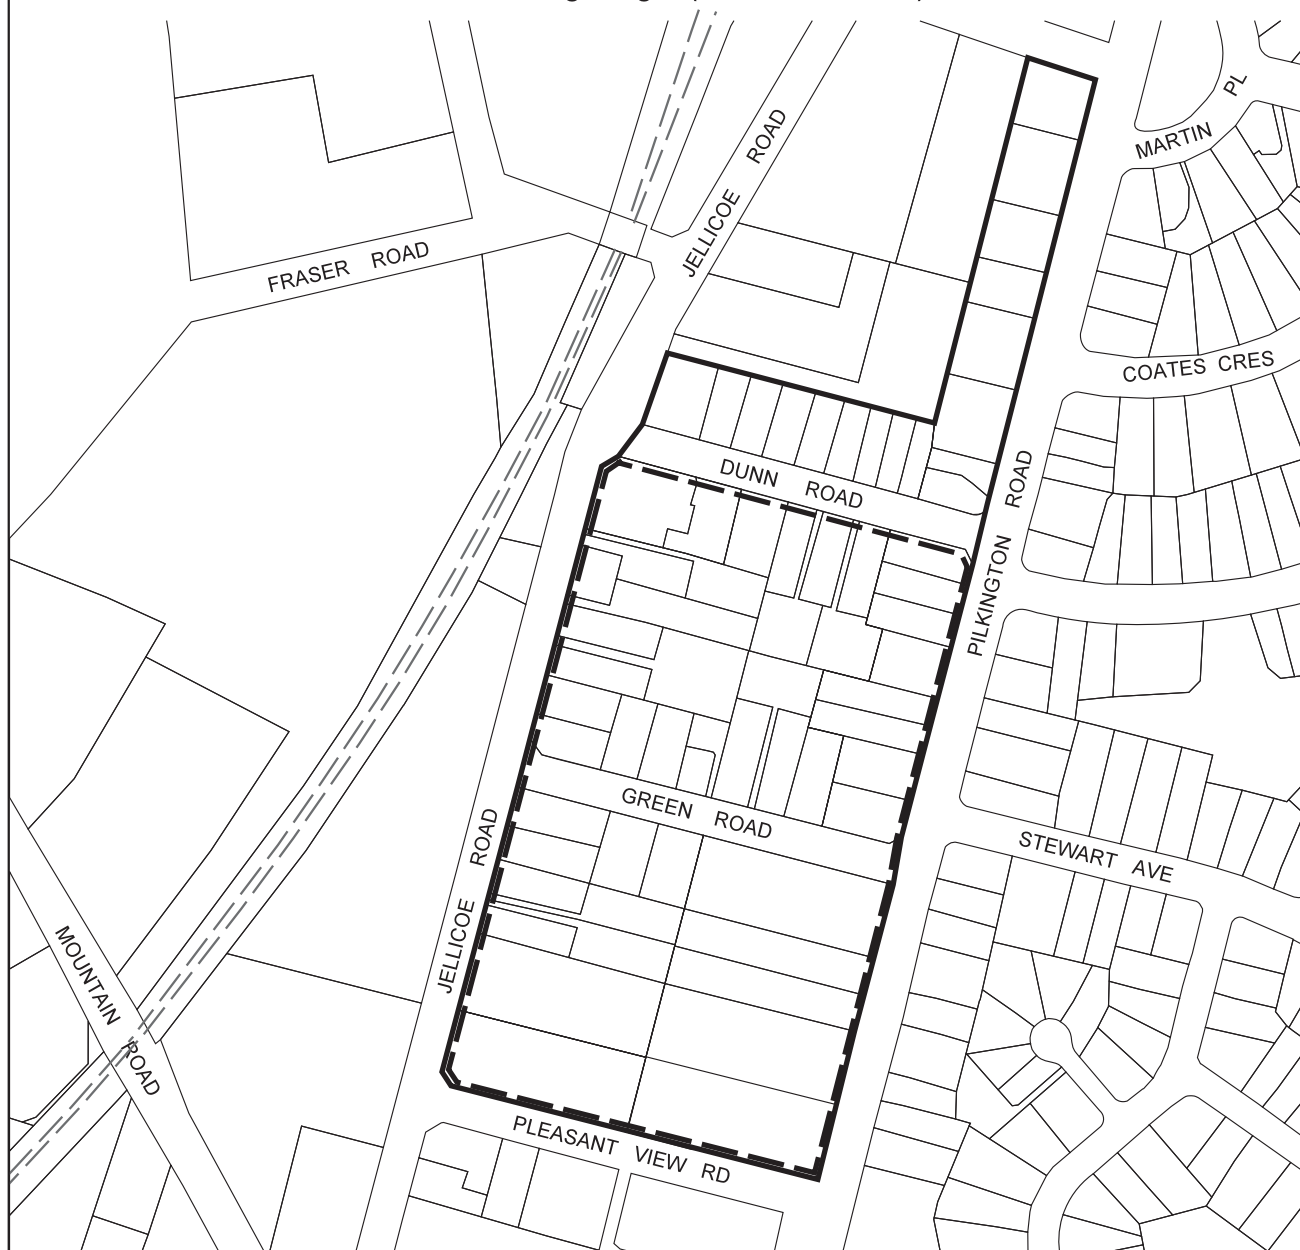 MARTIN PL
JELLICOE ROAD
FRASER ROAD
COATES CRES
DUNN ROAD
PILKINGTON ROAD
GREEN ROAD
STEWART AVE
JELLICOE ROAD
MOUNTAIN ROAD
PLEASANT VIEW RD